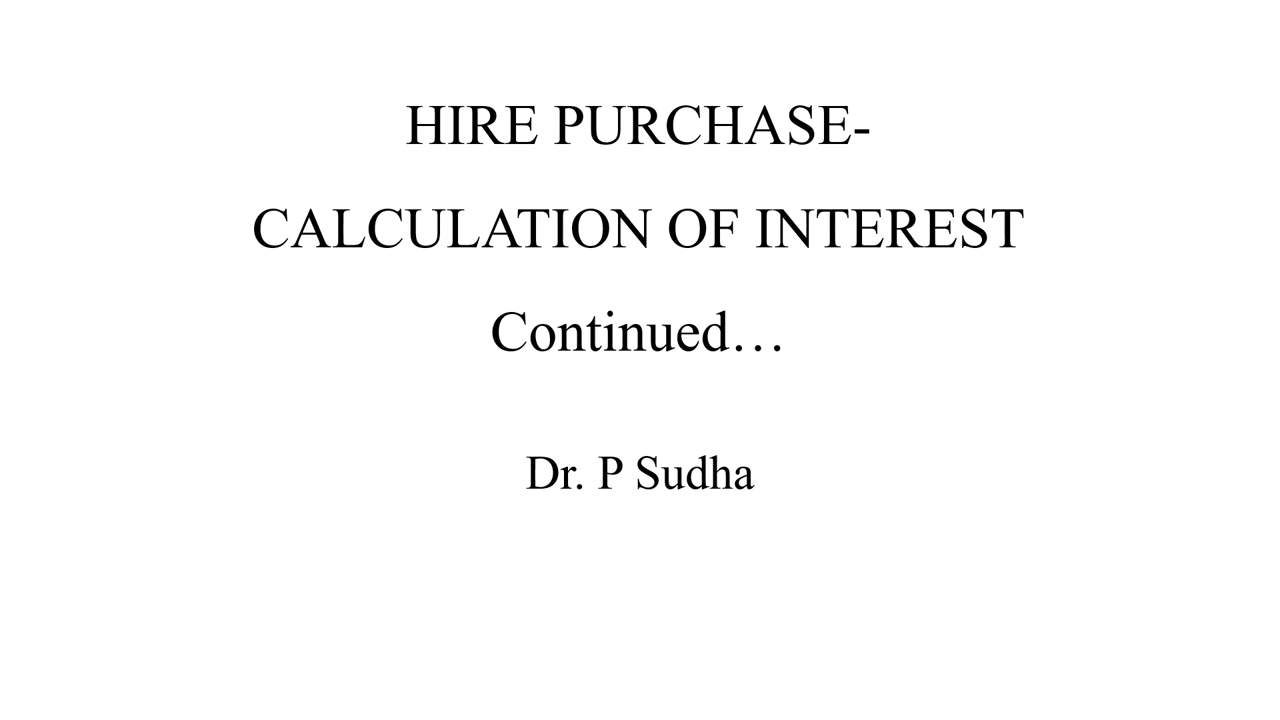 HIRE PURCHASE-
CALCULATION OF INTEREST
Continued…
Dr. P Sudha